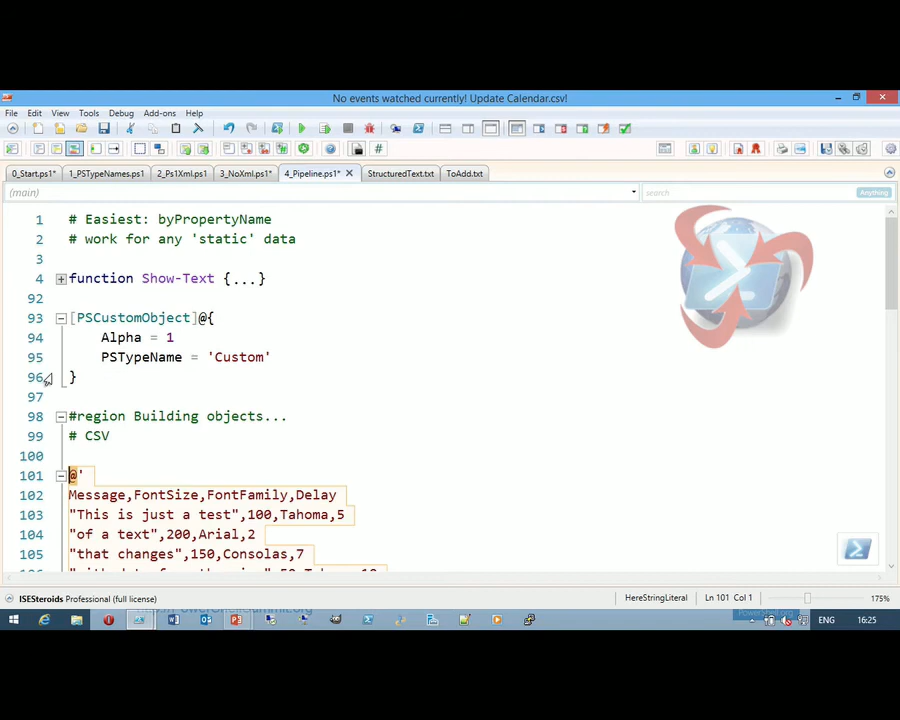 No events watched currently! Update Calendar.csv!
File Edit View Tools Debug Add-ons Help
0_Start.ps1* 1_PSTypeNames.ps1 2_Ps1Xml.ps1 3_NoXml.ps1* 4_Pipeline.ps1* StructuredText.txt ToAdd.txt
(main) search Anything
1 # Easiest: byPropertyName
2 # work for any 'static' data
3
4 function Show-Text {...}
92
93 [PSCustomObject]@{
94 Alpha = 1
95 PSTypeName = 'Custom'
96 }
97
98 #region Building objects...
99 # CSV
100
101 @'
102 Message,FontSize,FontFamily,Delay
103 "This is just a test",100,Tahoma,5
104 "of a text",200,Arial,2
105 "that changes",150,Consolas,7
ISESteroids Professional (full license) HereStringLiteral Ln 101 Col 1 175%
ENG 16:25